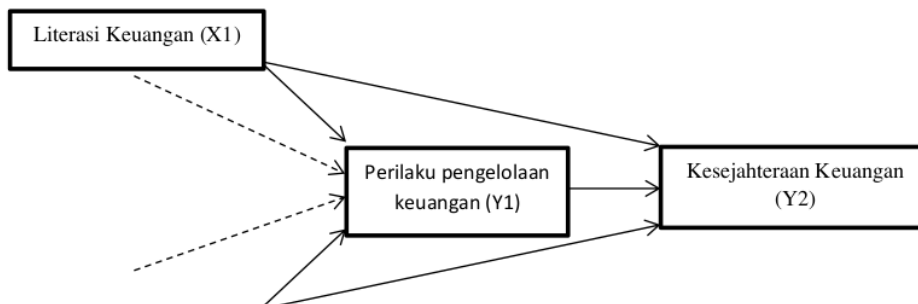 Literasi Keuangan (X1)
Perilaku pengelolaan
keuangan (Y1)
Kesejahteraan Keuangan
(Y2)